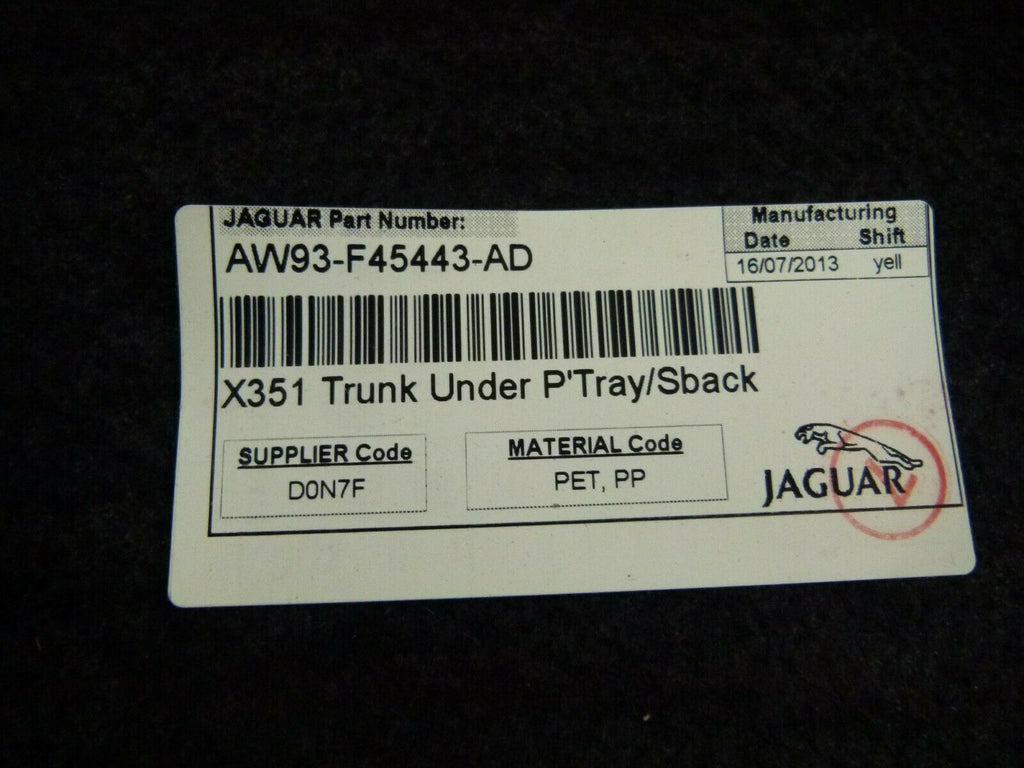 JAGUAR Part Number:
AW93-F45443-AD
Manufacturing
Date Shift
16/07/2013 yell
X351 Trunk Under P'Tray/Sback
SUPPLIER Code
D0N7F
MATERIAL Code
PET, PP
JAGUAR